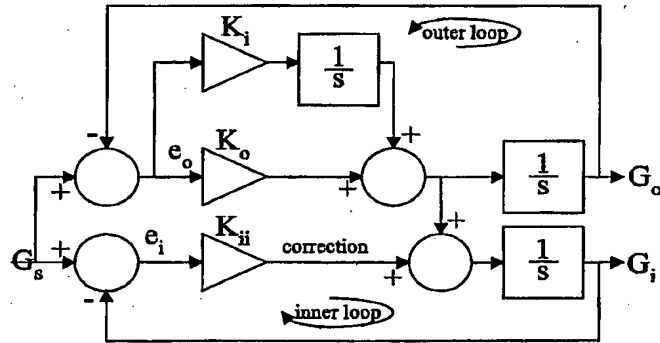 outer loop
K_i
1/s
-
+
e_o
K_o
+
+
1/s
G_o
G_s
+
-
e_i
K_ii
correction
+
+
1/s
G_i
inner loop